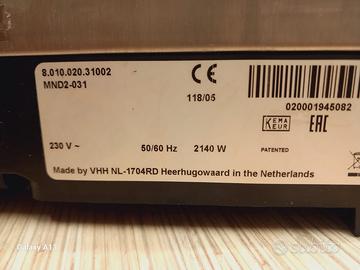 8.010.020.31002
MND2-031
118/05
020001945082
KEMA
KEUR
EAC
230 V ~ 50/60 Hz 2140 W PATENTED
Made by VHH NL-1704RD Heerhugowaard in the Netherlands
Galaxy A13
subito